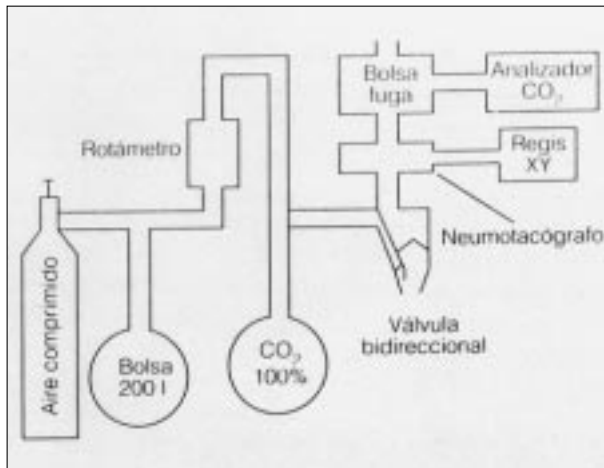 Bolsa
fuga
Analizador
CO₂
Rotámetro
Regis
XY
Neumotacógrafo
Aire comprimido
Bolsa
200 l
CO₂
100%
Válvula
bidireccional